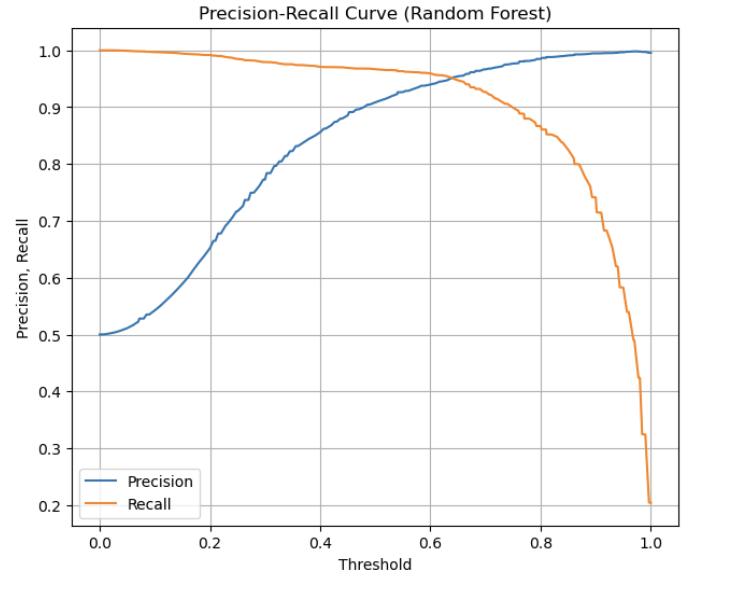 Precision-Recall Curve (Random Forest)
1.0
0.9
0.8
0.7
0.6
0.5
0.4
0.3
0.2
Precision, Recall
Precision
Recall
0.0 0.2 0.4 0.6 0.8 1.0
Threshold